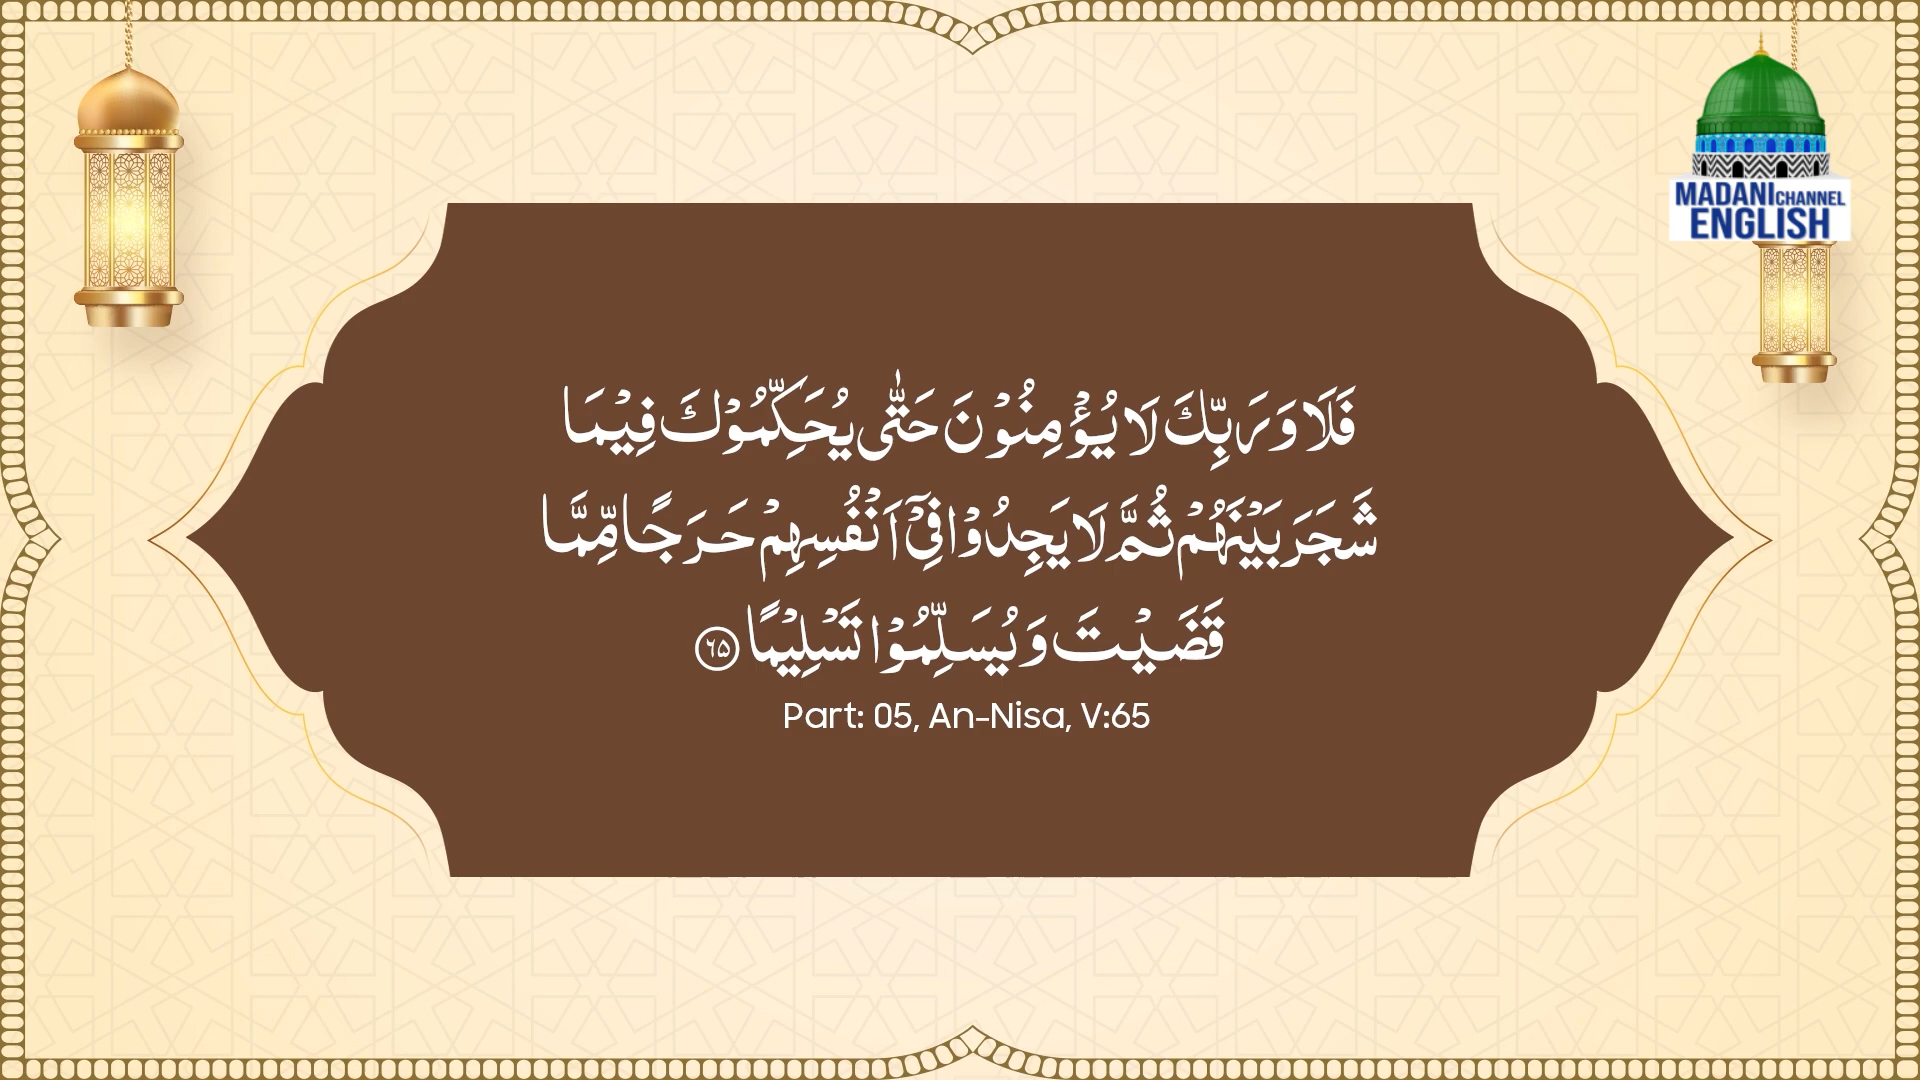 MADANI CHANNEL
ENGLISH
فَلَا وَرَبِّكَ لَا يُؤْمِنُوْنَ حَتّٰى يُحَكِّمُوْكَ فِيْمَا
شَجَرَ بَيْنَهُمْ ثُمَّ لَا يَجِدُوْا فِيْۤ اَنْفُسِهِمْ حَرَجًا مِّمَّا
قَضَيْتَ وَ يُسَلِّمُوْا تَسْلِيْمًا ۶۵
Part: 05, An-Nisa, V:65